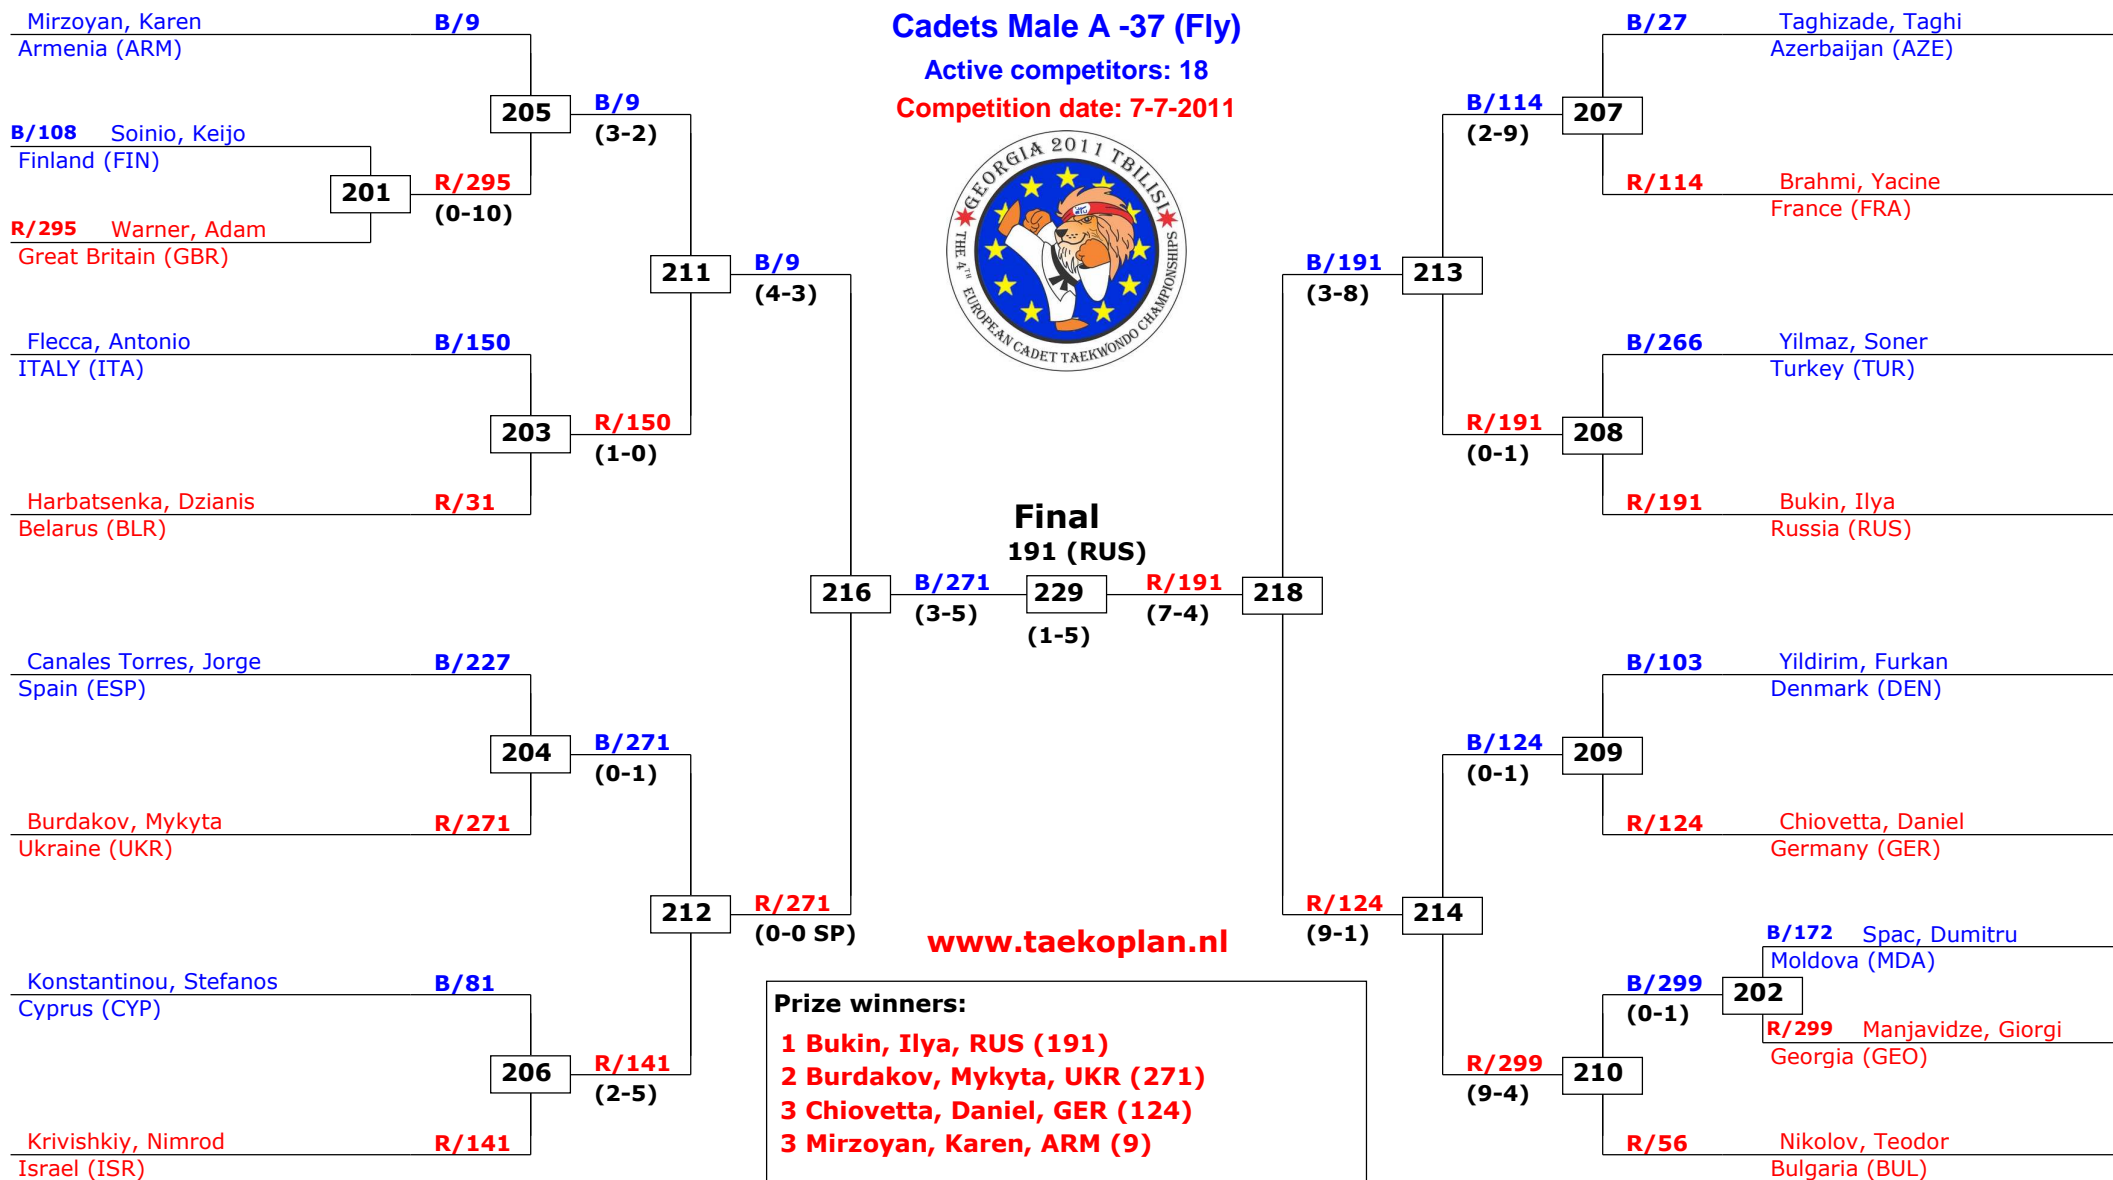 Cadets Male A -37 (Fly)
Active competitors: 18
Competition date: 7-7-2011
GEORGIA 2011 TBILISI
THE 4TH EUROPEAN CADET TAEKWONDO CHAMPIONSHIPS
Mirzoyan, Karen B/9
Armenia (ARM)
205
B/9
(3-2)
B/108 Soinio, Keijo
Finland (FIN)
201
R/295
(0-10)
R/295 Warner, Adam
Great Britain (GBR)
211
B/9
(4-3)
Flecca, Antonio B/150
ITALY (ITA)
203
R/150
(1-0)
Harbatsenka, Dzianis R/31
Belarus (BLR)
216
B/271
(3-5)
Canales Torres, Jorge B/227
Spain (ESP)
204
B/271
(0-1)
Burdakov, Mykyta R/271
Ukraine (UKR)
212
R/271
(0-0 SP)
Konstantinou, Stefanos B/81
Cyprus (CYP)
206
R/141
(2-5)
Krivishkiy, Nimrod R/141
Israel (ISR)
Final
191 (RUS)
229
(1-5)
R/191
(7-4)
218
B/27 Taghizade, Taghi
Azerbaijan (AZE)
B/114
(2-9)
207
R/114 Brahmi, Yacine
France (FRA)
B/191
(3-8)
213
B/266 Yilmaz, Soner
Turkey (TUR)
R/191
(0-1)
208
R/191 Bukin, Ilya
Russia (RUS)
B/103 Yildirim, Furkan
Denmark (DEN)
B/124
(0-1)
209
R/124 Chiovetta, Daniel
Germany (GER)
R/124
(9-1)
214
B/172 Spac, Dumitru
Moldova (MDA)
B/299
(0-1)
202
R/299 Manjavidze, Giorgi
Georgia (GEO)
R/299
(9-4)
210
R/56 Nikolov, Teodor
Bulgaria (BUL)
www.taekoplan.nl
Prize winners:
1 Bukin, Ilya, RUS (191)
2 Burdakov, Mykyta, UKR (271)
3 Chiovetta, Daniel, GER (124)
3 Mirzoyan, Karen, ARM (9)